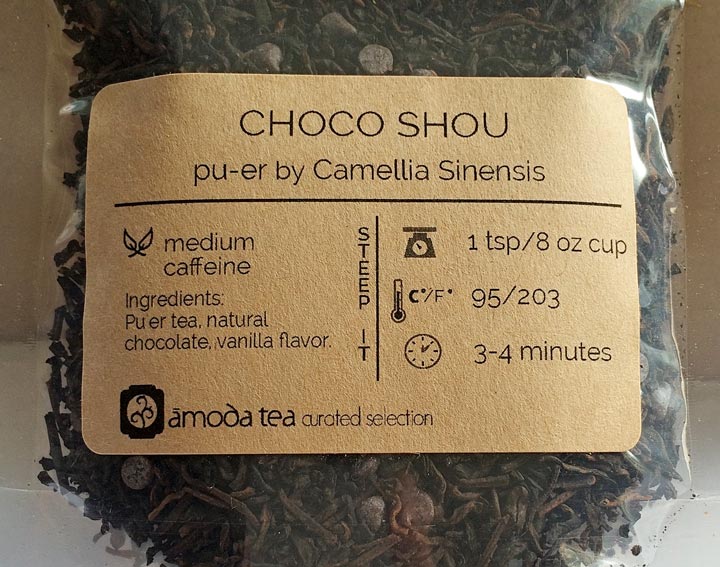 CHOCO SHOU
pu-er by Camellia Sinensis
medium
caffeine
Ingredients:
Pu'er tea, natural
chocolate, vanilla flavor.
STEEP IT
1 tsp/8 oz cup
C°/F° 95/203
3-4 minutes
āmoda tea curated selection